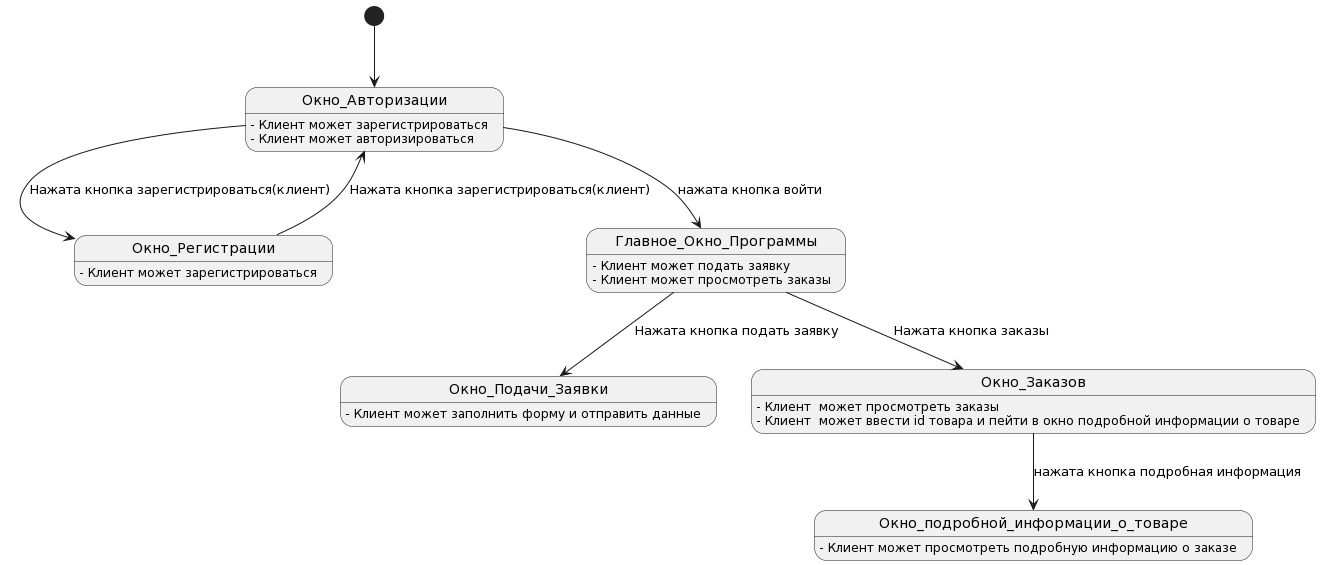 Окно_Авторизации
- Клиент может зарегистрироваться
- Клиент может авторизироваться
Нажата кнопка зарегистрироваться(клиент)
Нажата кнопка зарегистрироваться(клиент)
нажата кнопка войти
Окно_Регистрации
- Клиент может зарегистрироваться
Главное_Окно_Программы
- Клиент может подать заявку
- Клиент может просмотреть заказы
Нажата кнопка подать заявку
Нажата кнопка заказы
Окно_Подачи_Заявки
- Клиент может заполнить форму и отправить данные
Окно_Заказов
- Клиент  может просмотреть заказы
- Клиент  может ввести id товара и пейти в окно подробной информации о товаре
нажата кнопка подробная информация
Окно_подробной_информации_о_товаре
- Клиент может просмотреть подробную информацию о заказе